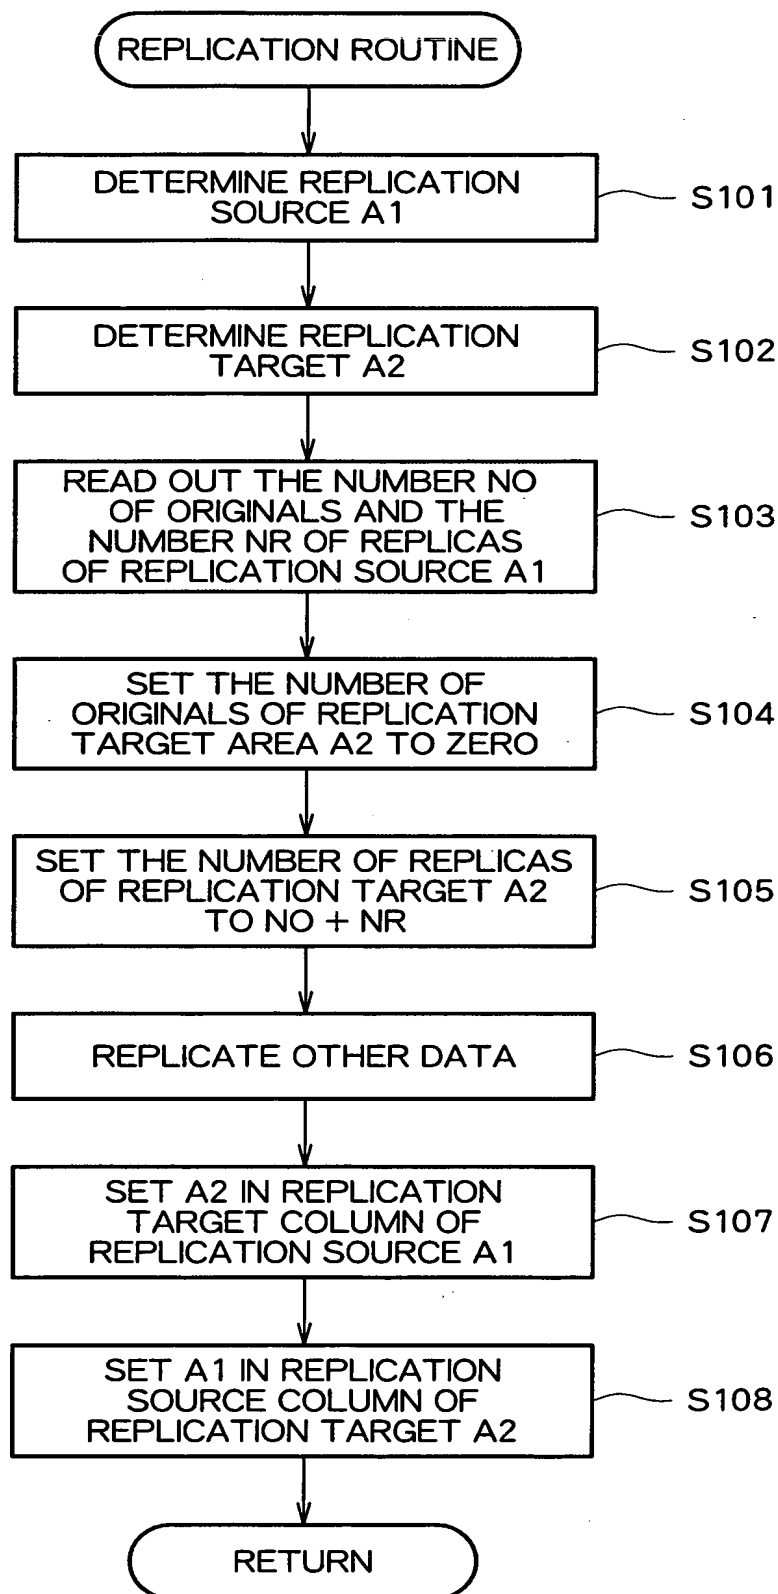 REPLICATION ROUTINE
DETERMINE REPLICATION
SOURCE A1
S101
DETERMINE REPLICATION
TARGET A2
S102
READ OUT THE NUMBER NO
OF ORIGINALS AND THE
NUMBER NR OF REPLICAS
OF REPLICATION SOURCE A1
S103
SET THE NUMBER OF
ORIGINALS OF REPLICATION
TARGET AREA A2 TO ZERO
S104
SET THE NUMBER OF REPLICAS
OF REPLICATION TARGET A2
TO NO + NR
S105
REPLICATE OTHER DATA
S106
SET A2 IN REPLICATION
TARGET COLUMN OF
REPLICATION SOURCE A1
S107
SET A1 IN REPLICATION
SOURCE COLUMN OF
REPLICATION TARGET A2
S108
RETURN